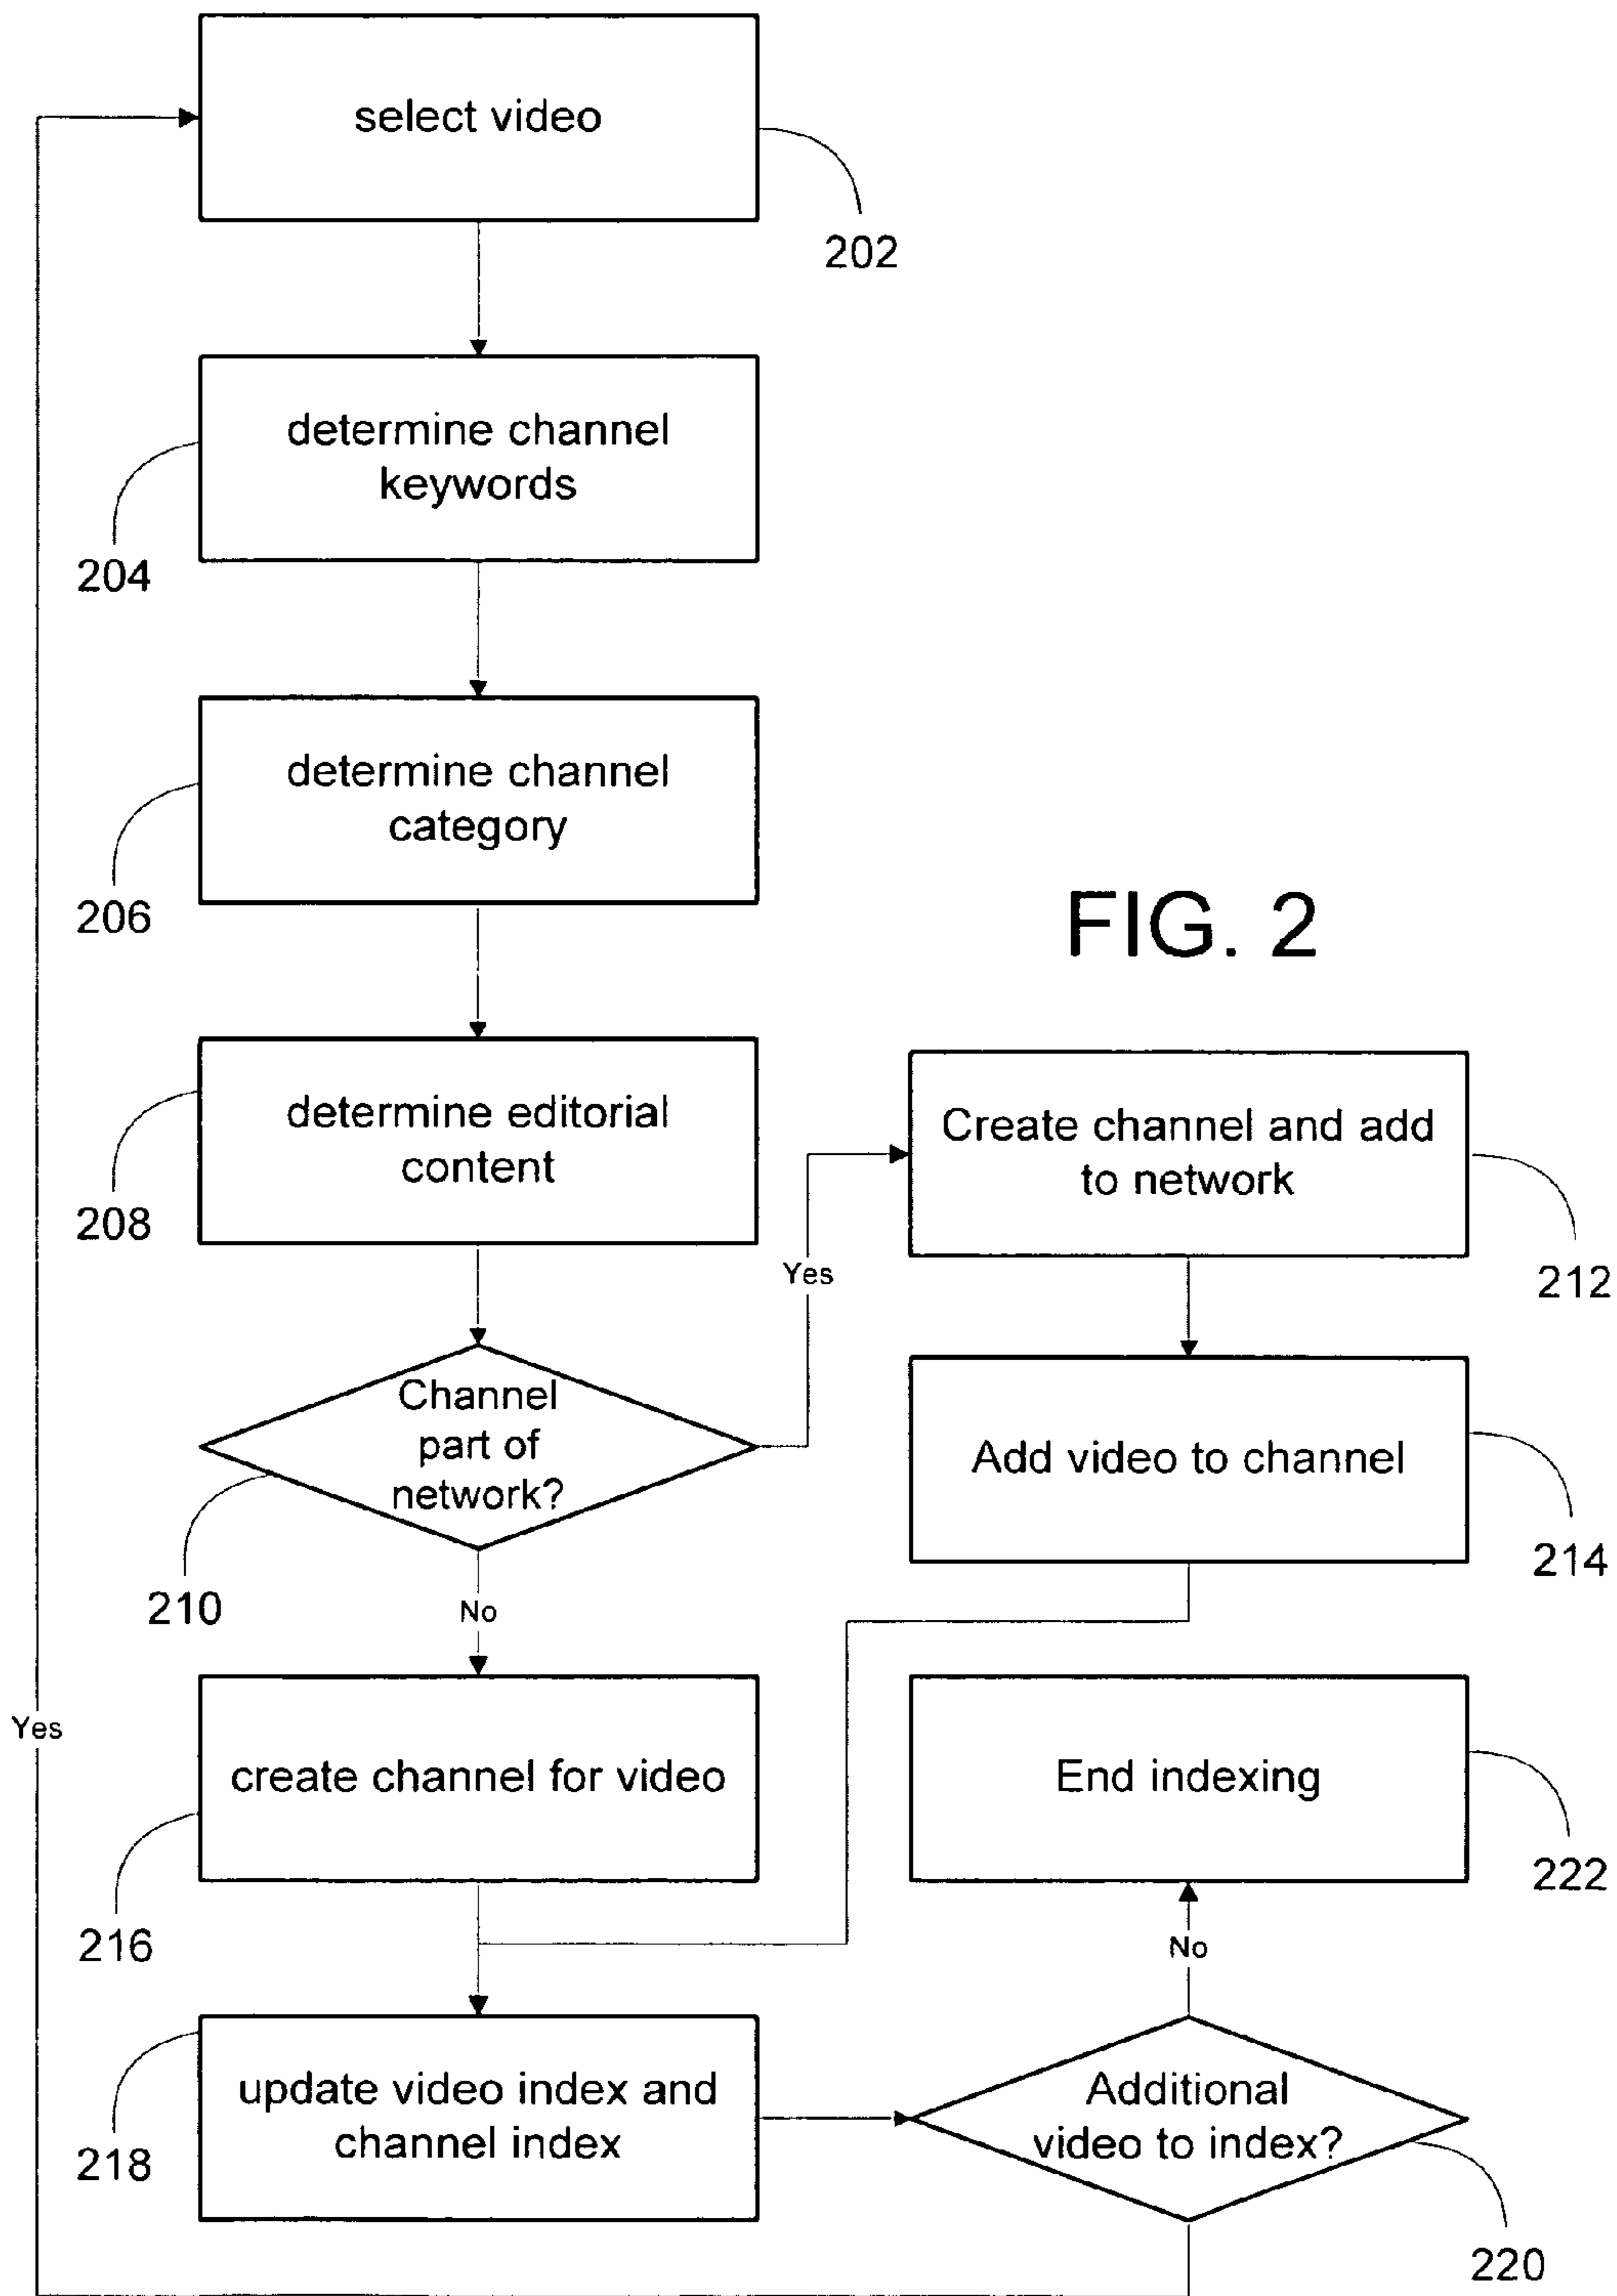 select video
202
determine channel
keywords
204
determine channel
category
206
FIG. 2
determine editorial
content
208
Create channel and add
to network
212
Yes
Channel
part of
network?
210
Add video to channel
214
No
create channel for video
216
End indexing
222
Yes
No
update video index and
channel index
218
Additional
video to index?
220